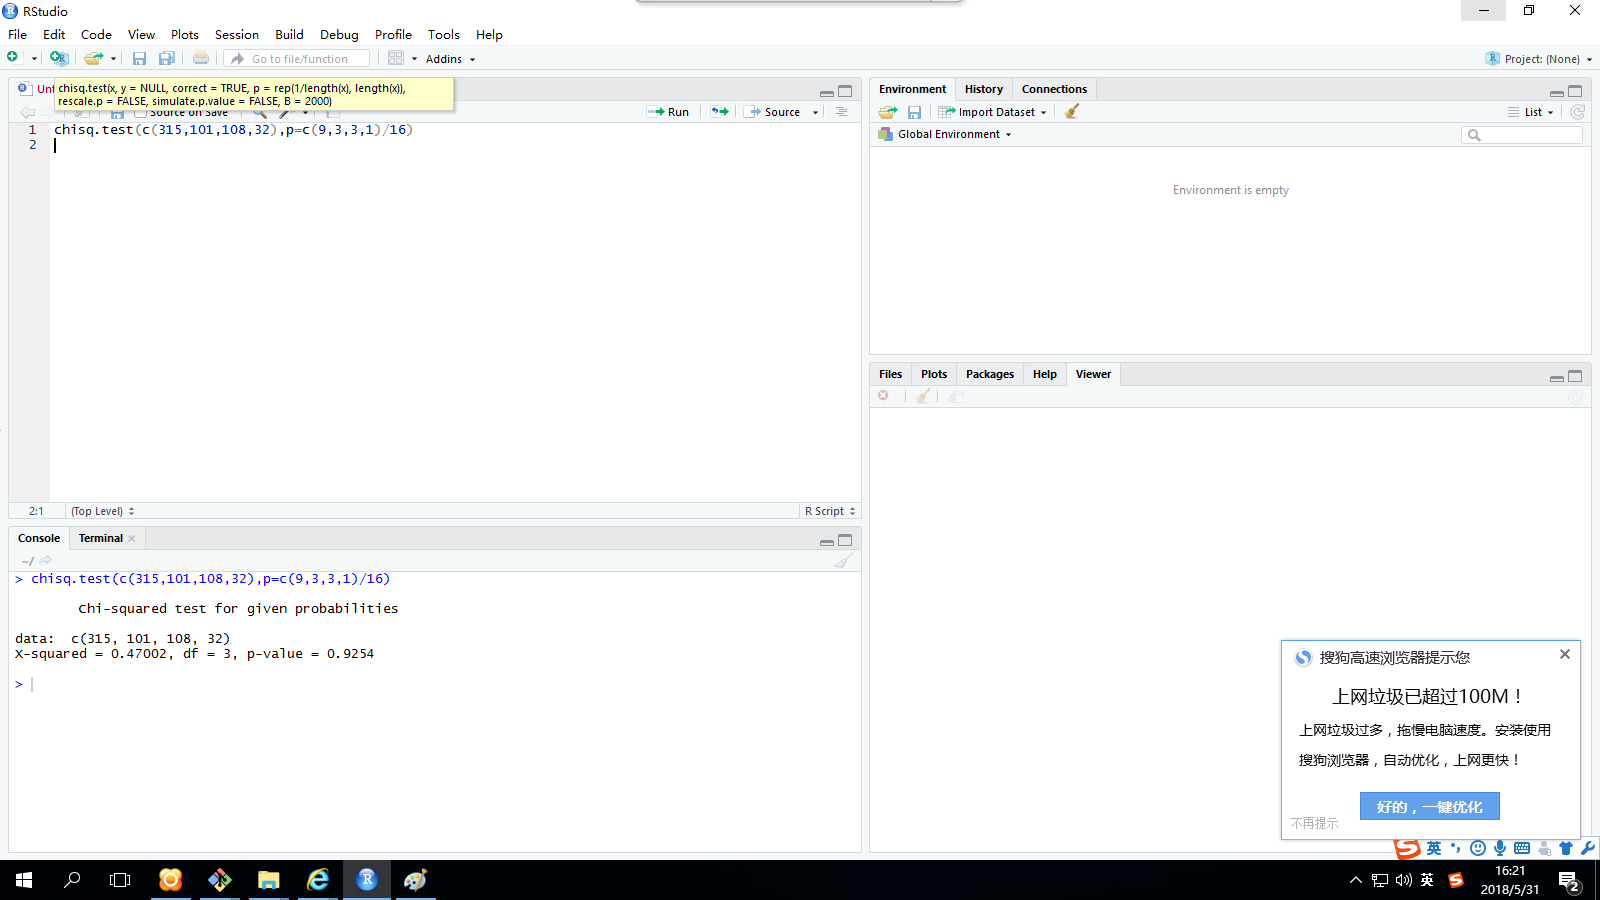 RStudio
File Edit Code View Plots Session Build Debug Profile Tools Help
Go to file/function Addins Project: (None)
Unt
chisq.test(x, y = NULL, correct = TRUE, p = rep(1/length(x), length(x)),
rescale.p = FALSE, simulate.p.value = FALSE, B = 2000)
Source on Save Run Source
1 chisq.test(c(315,101,108,32),p=c(9,3,3,1)/16)
2
2:1 (Top Level) R Script
Console Terminal
~/
> chisq.test(c(315,101,108,32),p=c(9,3,3,1)/16)
Chi-squared test for given probabilities
data: c(315, 101, 108, 32)
X-squared = 0.47002, df = 3, p-value = 0.9254
>
Environment History Connections
Import Dataset List
Global Environment
Environment is empty
Files Plots Packages Help Viewer
搜狗高速浏览器提示您
上网垃圾已超过100M！
上网垃圾过多，拖慢电脑速度。安装使用
搜狗浏览器，自动优化，上网更快！
好的，一键优化
不再提示
英
英
16:21
2018/5/31
2